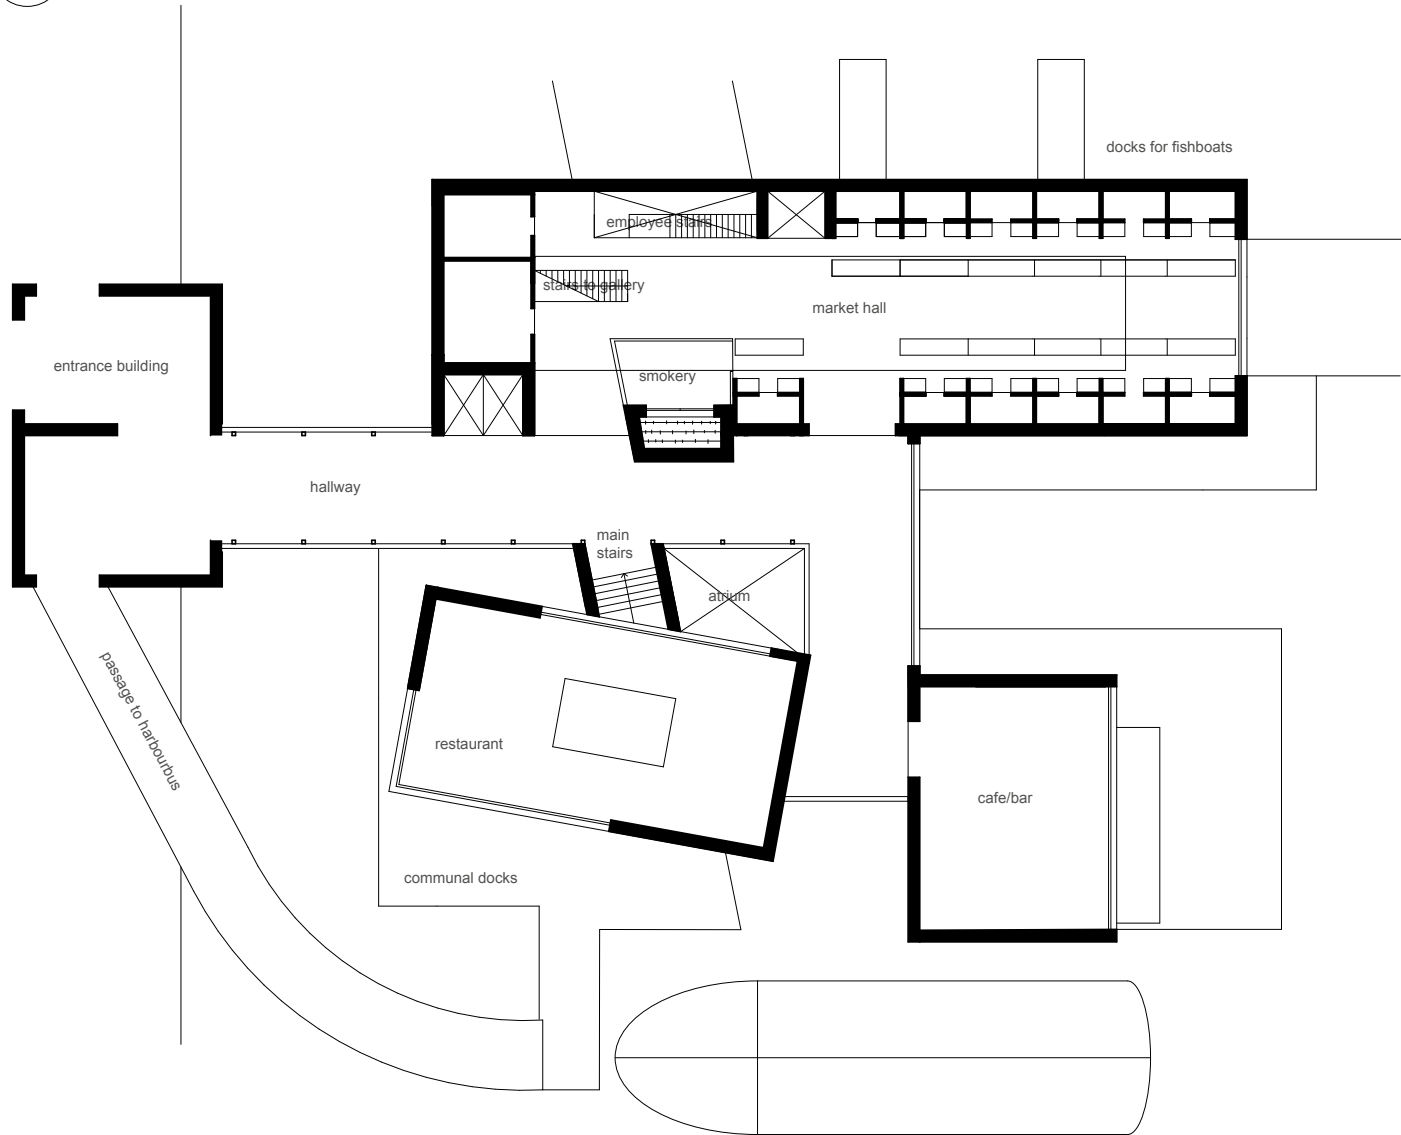 docks for fishboats
employee stairs
stairs to gallery
market hall
entrance building
smokery
hallway
main
stairs
atrium
passage to harbourbus
restaurant
cafe/bar
communal docks